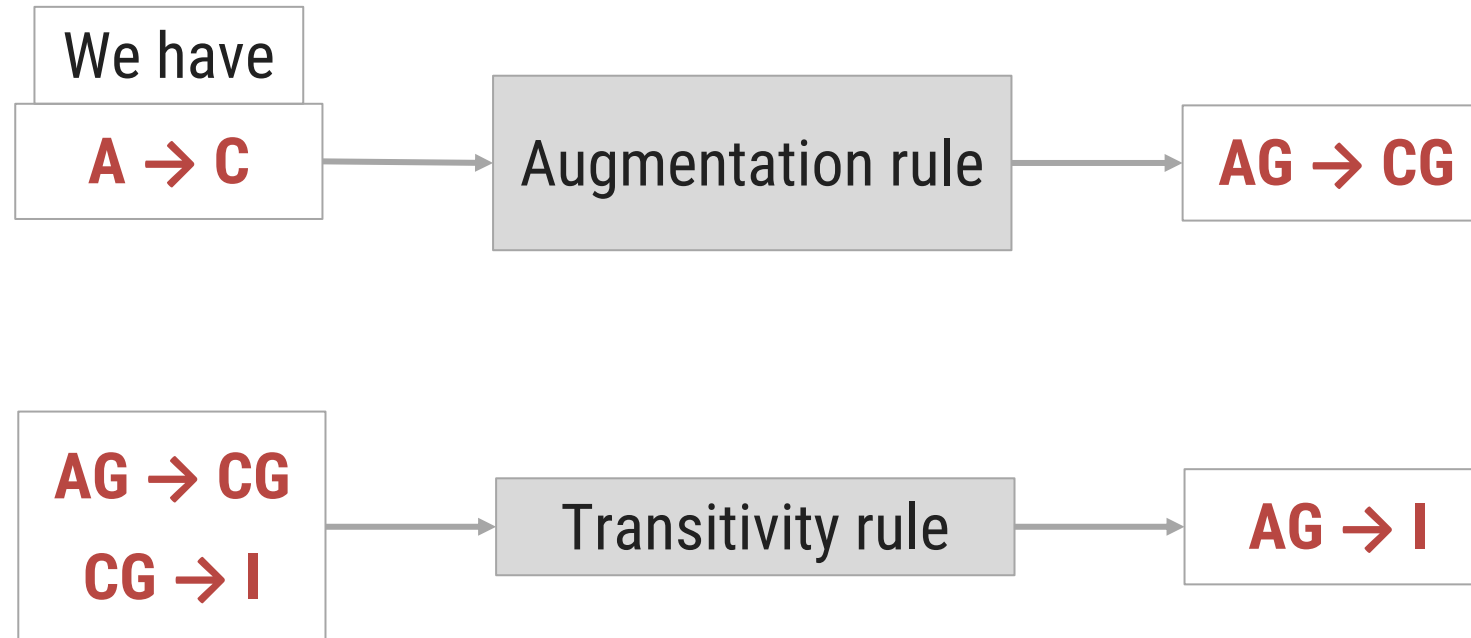 We have
A → C
Augmentation rule
AG → CG
AG → CG
CG → I
Transitivity rule
AG → I